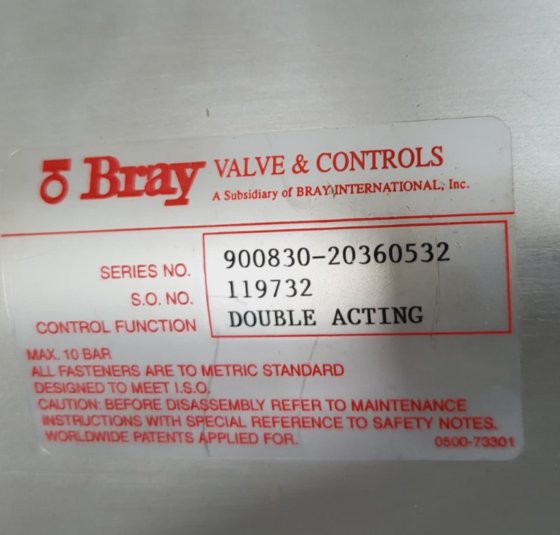 Bray VALVE & CONTROLS
A Subsidiary of BRAY INTERNATIONAL, Inc.
SERIES NO. 900830-20360532
S.O. NO. 119732
CONTROL FUNCTION DOUBLE ACTING
MAX. 10 BAR
ALL FASTENERS ARE TO METRIC STANDARD
DESIGNED TO MEET I.S.O.
CAUTION: BEFORE DISASSEMBLY REFER TO MAINTENANCE
INSTRUCTIONS WITH SPECIAL REFERENCE TO SAFETY NOTES.
WORLDWIDE PATENTS APPLIED FOR. 0500-73301